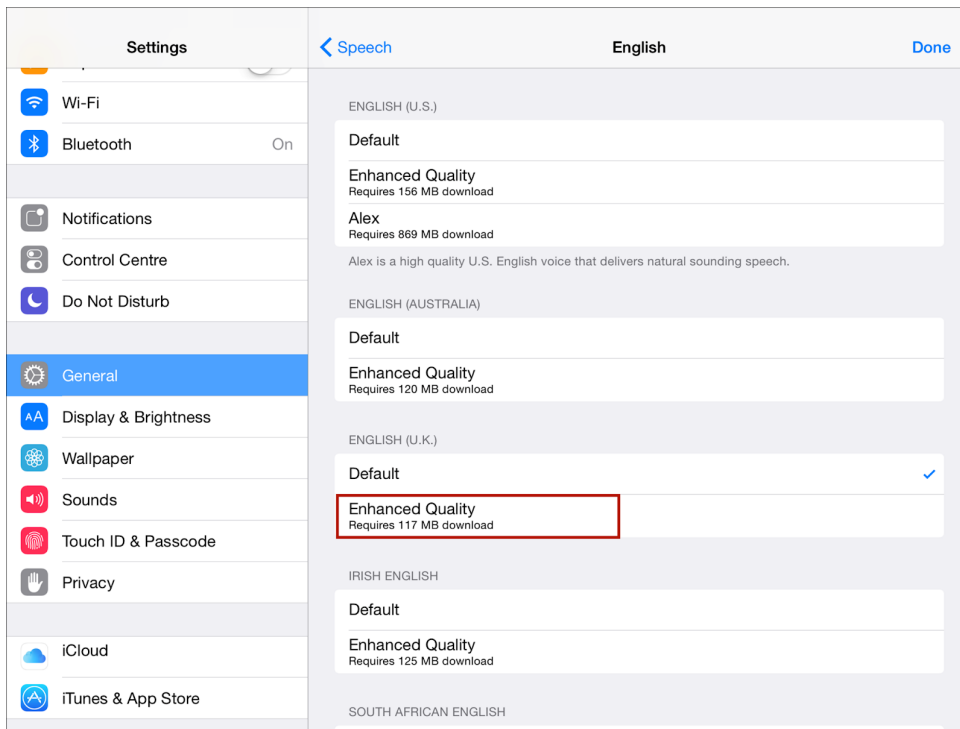 Settings
Wi-Fi
Bluetooth On
Notifications
Control Centre
Do Not Disturb
General
AA Display & Brightness
Wallpaper
Sounds
Touch ID & Passcode
Privacy
iCloud
iTunes & App Store
Speech English Done
ENGLISH (U.S.)
Default
Enhanced Quality
Requires 156 MB download
Alex
Requires 869 MB download
Alex is a high quality U.S. English voice that delivers natural sounding speech.
ENGLISH (AUSTRALIA)
Default
Enhanced Quality
Requires 120 MB download
ENGLISH (U.K.)
Default
Enhanced Quality
Requires 117 MB download
IRISH ENGLISH
Default
Enhanced Quality
Requires 125 MB download
SOUTH AFRICAN ENGLISH